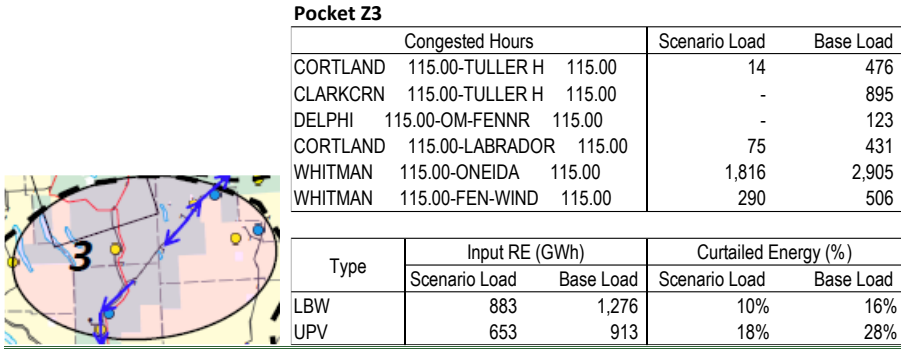 Pocket Z3
Congested Hours Scenario Load Base Load
CORTLAND 115.00-TULLER H 115.00 14 476
CLARKCRN 115.00-TULLER H 115.00 - 895
DELPHI 115.00-OM-FENNR 115.00 - 123
CORTLAND 115.00-LABRADOR 115.00 75 431
WHITMAN 115.00-ONEIDA 115.00 1,816 2,905
WHITMAN 115.00-FEN-WIND 115.00 290 506
3
Type Input RE (GWh) Curtailed Energy (%)
Scenario Load Base Load Scenario Load Base Load
LBW 883 1,276 10% 16%
UPV 653 913 18% 28%